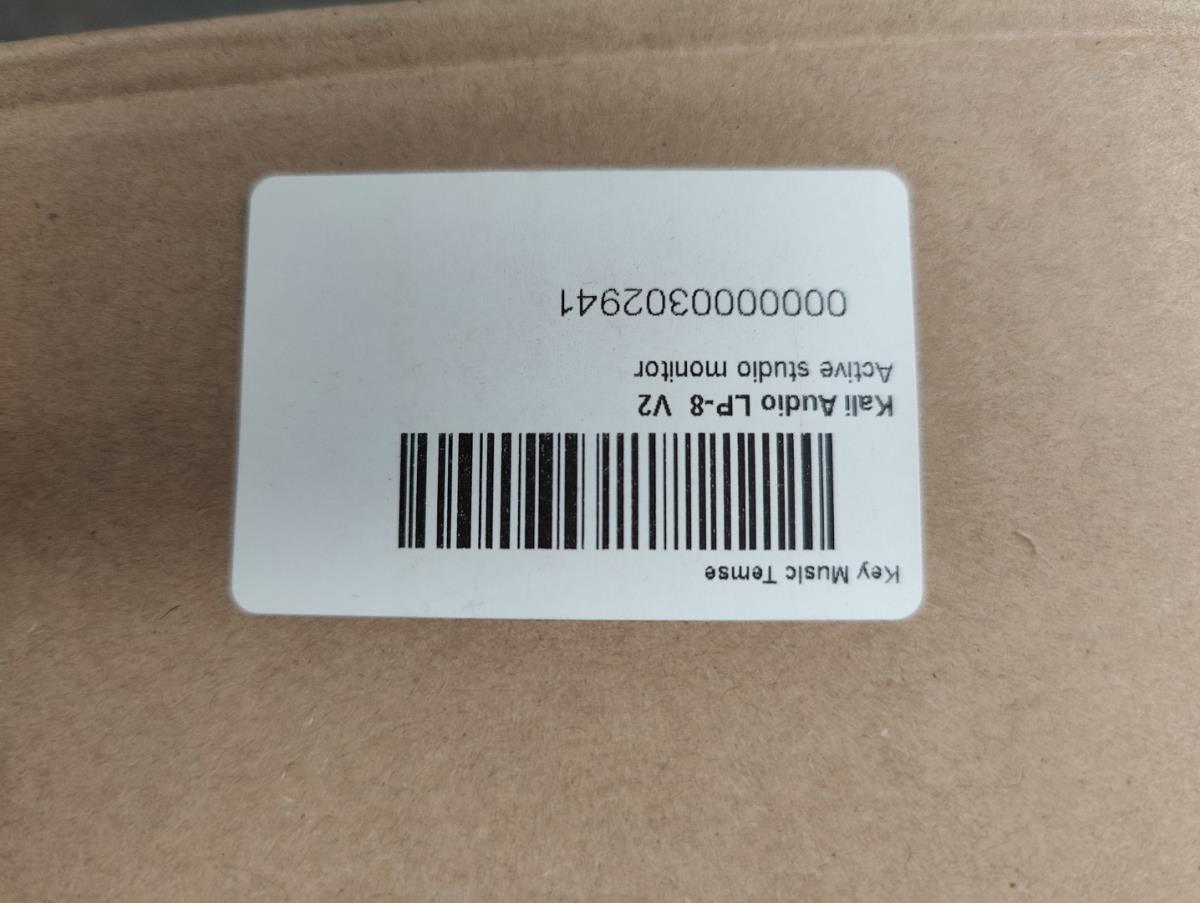 Key Music Temse
Kali Audio LP-8 V2
Active studio monitor
0000000302941